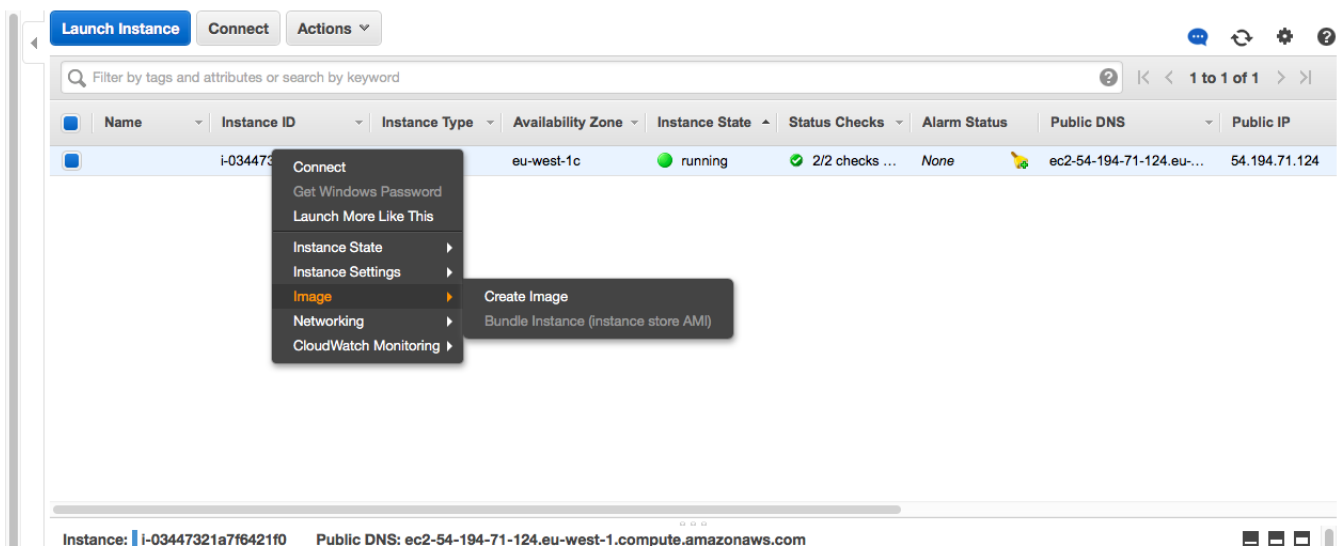 Launch Instance Connect Actions
Filter by tags and attributes or search by keyword 1 to 1 of 1
Name Instance ID Instance Type Availability Zone Instance State Status Checks Alarm Status Public DNS Public IP
i-03447 eu-west-1c running 2/2 checks ... None ec2-54-194-71-124.eu-... 54.194.71.124
Connect
Get Windows Password
Launch More Like This
Instance State
Instance Settings
Image Create Image
Networking Bundle Instance (instance store AMI)
CloudWatch Monitoring
Instance: i-03447321a7f6421f0 Public DNS: ec2-54-194-71-124.eu-west-1.compute.amazonaws.com